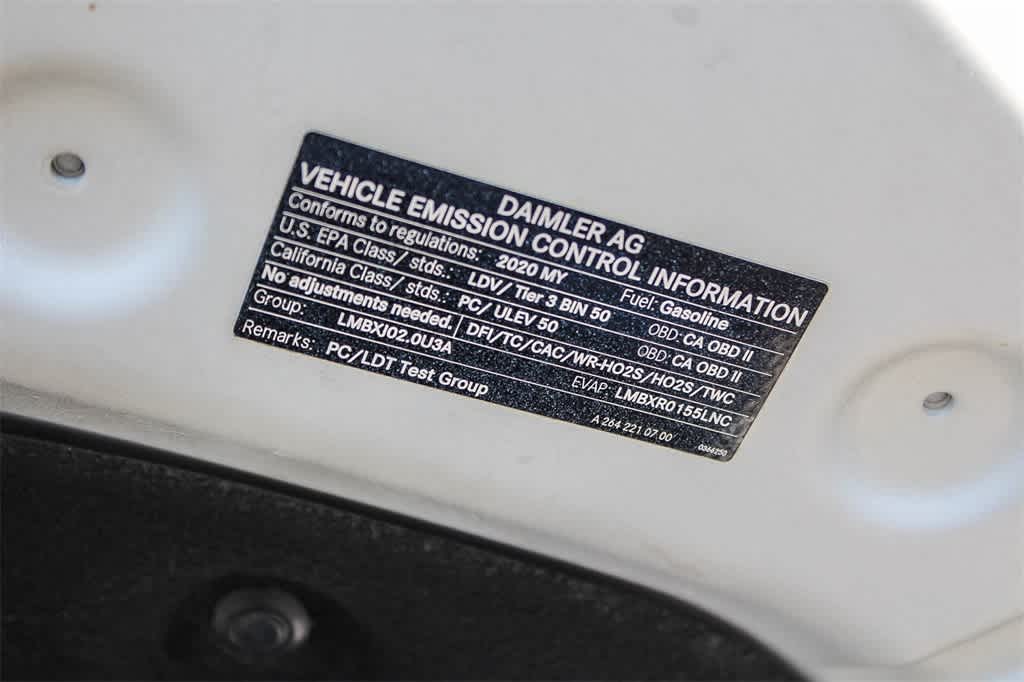 DAIMLER AG
VEHICLE EMISSION CONTROL INFORMATION
Conforms to regulations: 2020 MY Fuel: Gasoline
U.S. EPA Class/ stds.: LDV/ Tier 3 BIN 50 OBD: CA OBD II
California Class/ stds.: PC/ ULEV 50 OBD: CA OBD II
No adjustments needed. DFI/TC/CAC/WR-HO2S/HO2S/TWC
Group: LMBXJ02.0U3A EVAP: LMBXR0155LNC
Remarks: PC/LDT Test Group
A 264 221 07 00 0366250